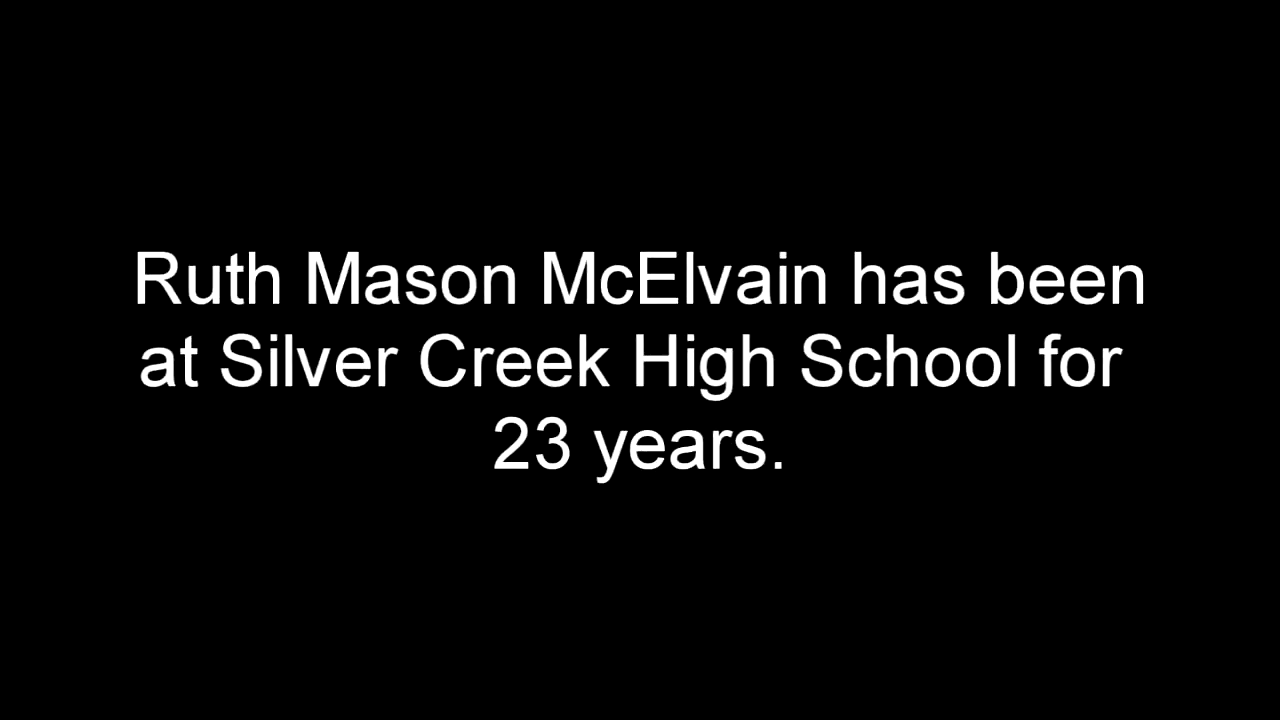 Ruth Mason McElvain has been
at Silver Creek High School for
23 years.